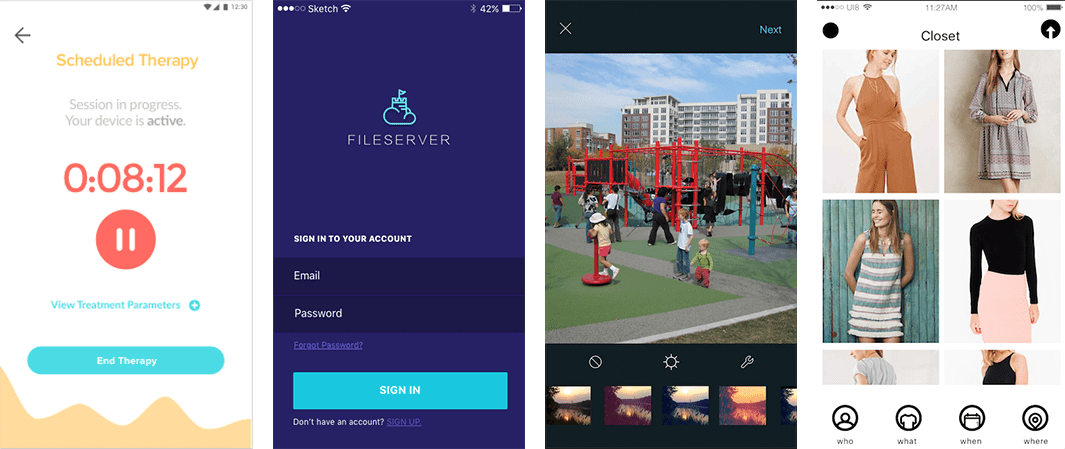 12:30
Scheduled Therapy
Session in progress.
Your device is active.
0:08:12
View Treatment Parameters
End Therapy
Sketch
42%
FILESERVER
SIGN IN TO YOUR ACCOUNT
Email
Password
Forgot Password?
SIGN IN
Don't have an account? SIGN UP.
Next
UI8
11:27AM
100%
Closet
who
what
when
where